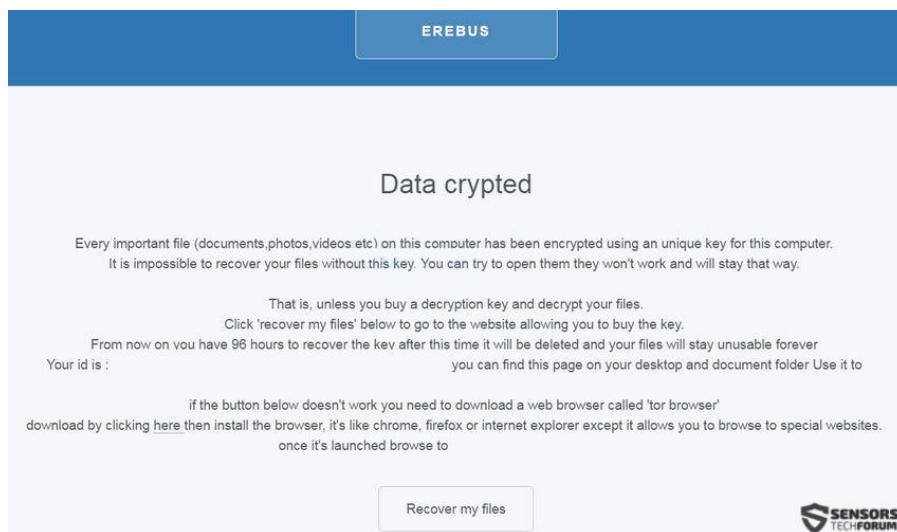 EREBUS
Data crypted
Every important file (documents,photos,videos etc) on this computer has been encrypted using an unique key for this computer.
It is impossible to recover your files without this key. You can try to open them they won't work and will stay that way.
That is, unless you buy a decryption key and decrypt your files.
Click 'recover my files' below to go to the website allowing you to buy the key.
From now on you have 96 hours to recover the key after this time it will be deleted and your files will stay unusable forever
Your id is : you can find this page on your desktop and document folder Use it to
if the button below doesn't work you need to download a web browser called 'tor browser'
download by clicking here then install the browser, it's like chrome, firefox or internet explorer except it allows you to browse to special websites.
once it's launched browse to
Recover my files
SENSORS
TECHFORUM